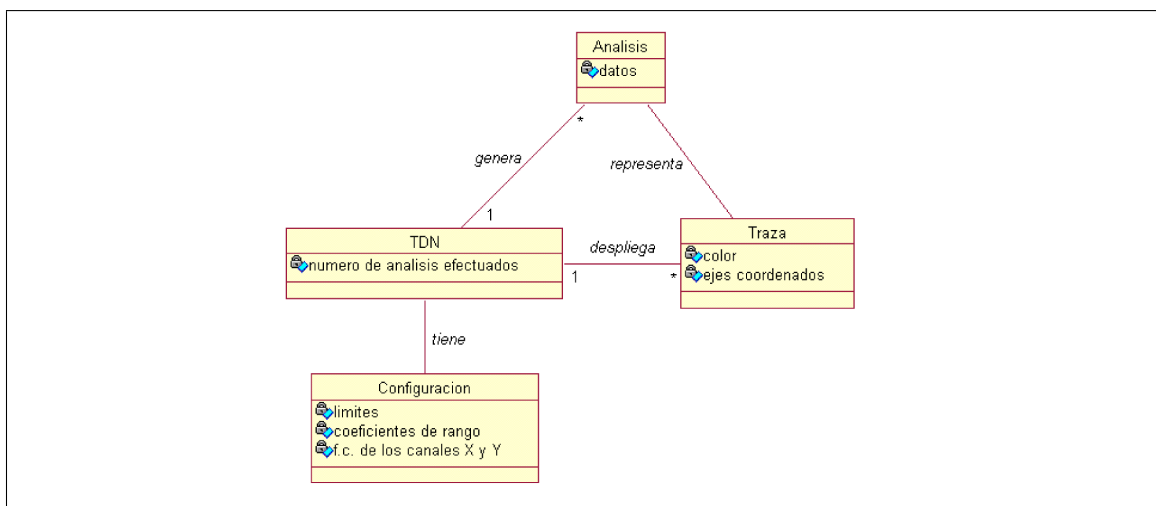 Analisis
datos
*
genera
representa
1
TDN
numero de analisis efectuados
despliega
1
*
Traza
color
ejes coordenados
tiene
Configuracion
limites
coeficientes de rango
f.c. de los canales X y Y